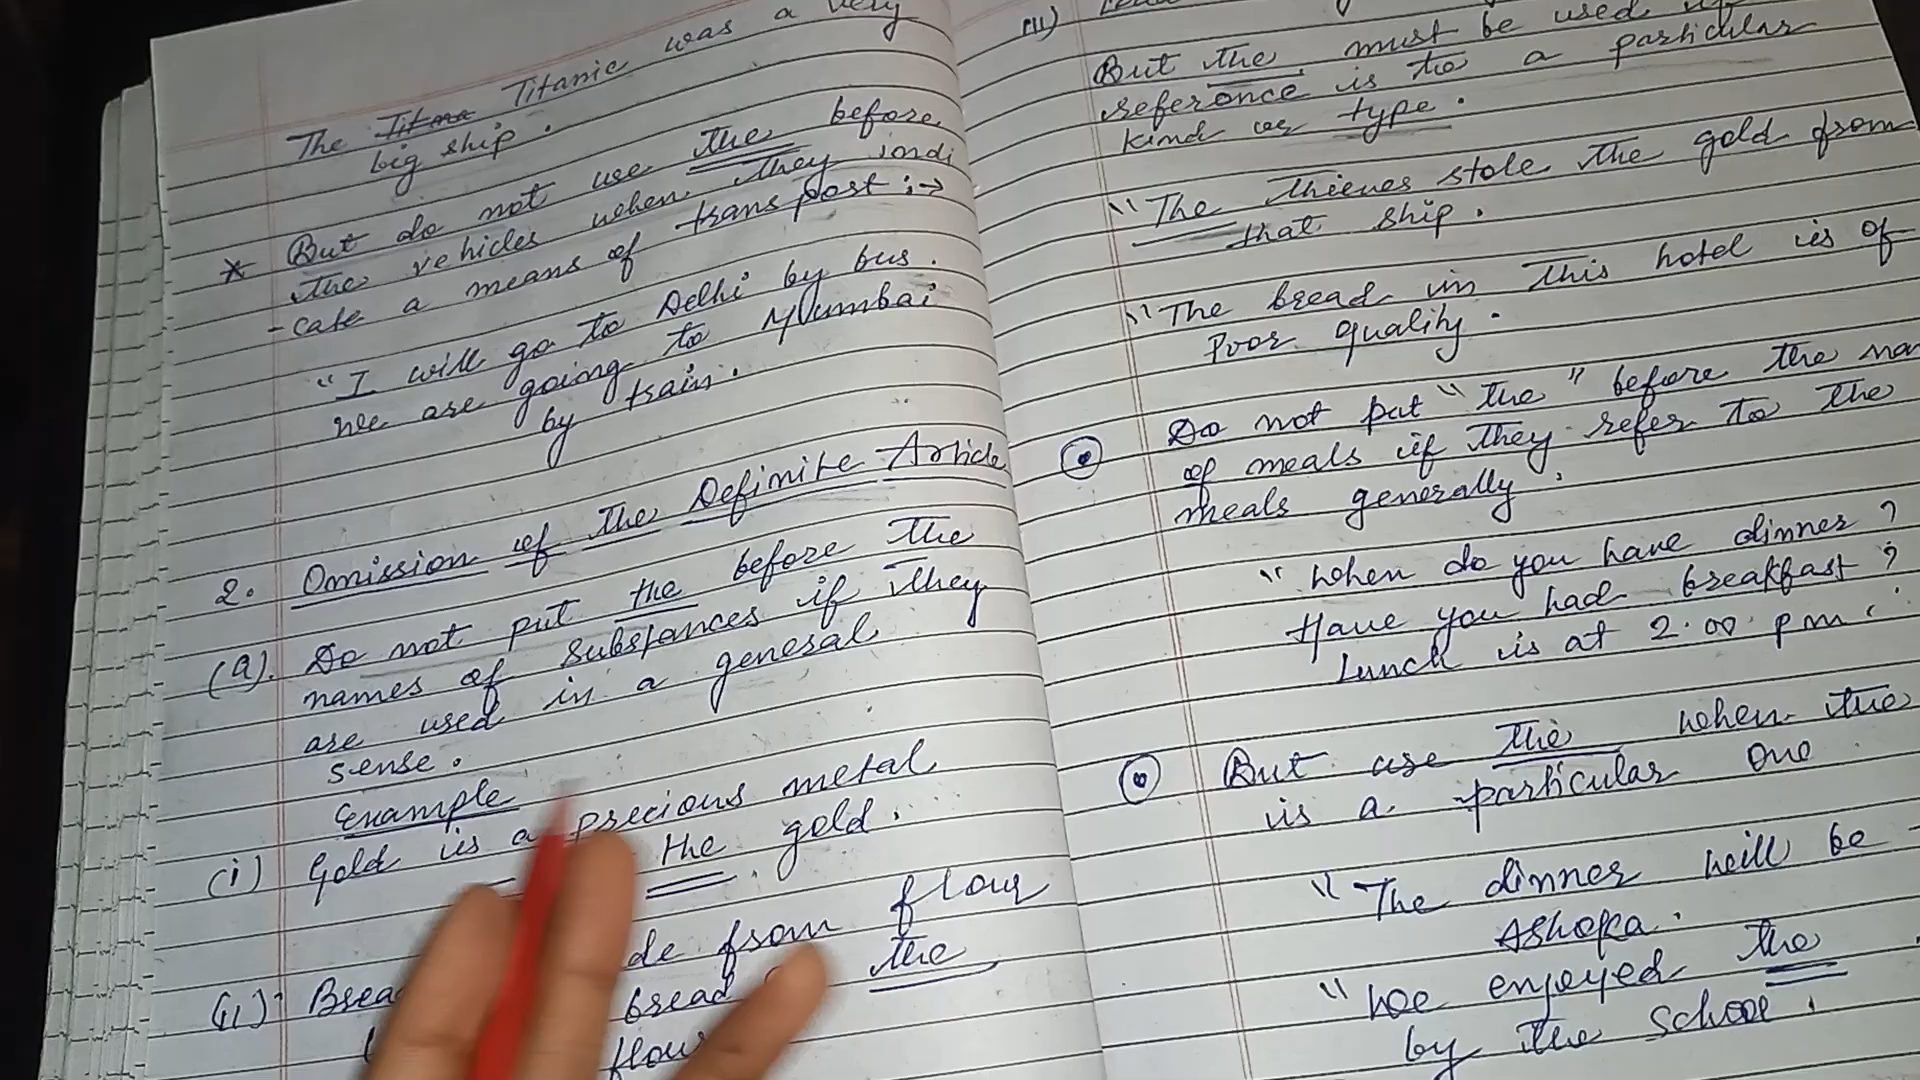 The Titanic was a very
big ship.
* But do not use the before
the vehicles when they indi
-cate a means of transport :→
"I will go to Delhi by bus.
we are going to Mumbai
by train.
2. Omission of the Definite Article
(a). Do not put the before the
names of substances if they
are used in a general
sense.
Example
(i) Gold is a precious metal
the gold.
de from flour
(ii) Brea bread the
flour
(iii)
But the must be used if
reference is to a particular
kind or type.
"The thieves stole the gold from
that ship.
"The bread in this hotel is of
Poor quality.
Do not put "the" before the na
of meals if they refer to the
meals generally.
"When do you have dinner?
Have you had breakfast?
Lunch is at 2.00 pm.
But use the when the
is a particular one
"The dinner will be
Ashoka.
"We enjoyed the
by the school.